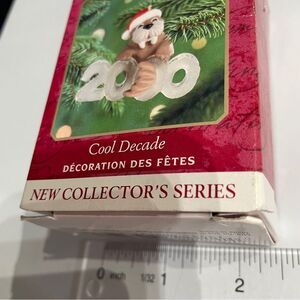 2000
Cool Decade
DÉCORATION DES FÊTES
NEW COLLECTOR'S SERIES
0 inch 1/32 1 2